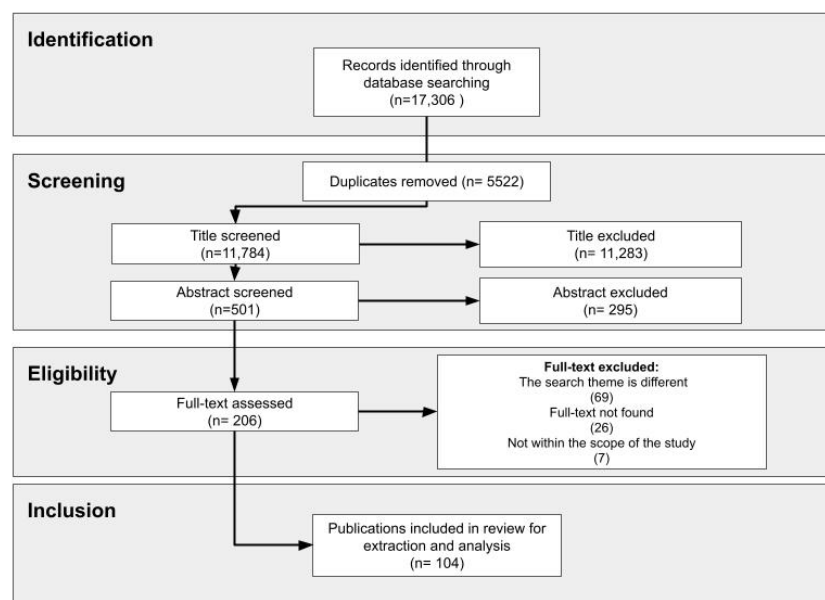 Identification
Records identified through
database searching
(n=17,306 )
Screening
Duplicates removed (n= 5522)
Title screened
(n=11,784)
Title excluded
(n= 11,283)
Abstract screened
(n=501)
Abstract excluded
(n= 295)
Eligibility
Full-text assessed
(n= 206)
Full-text excluded:
The search theme is different
(69)
Full-text not found
(26)
Not within the scope of the study
(7)
Inclusion
Publications included in review for
extraction and analysis
(n= 104)